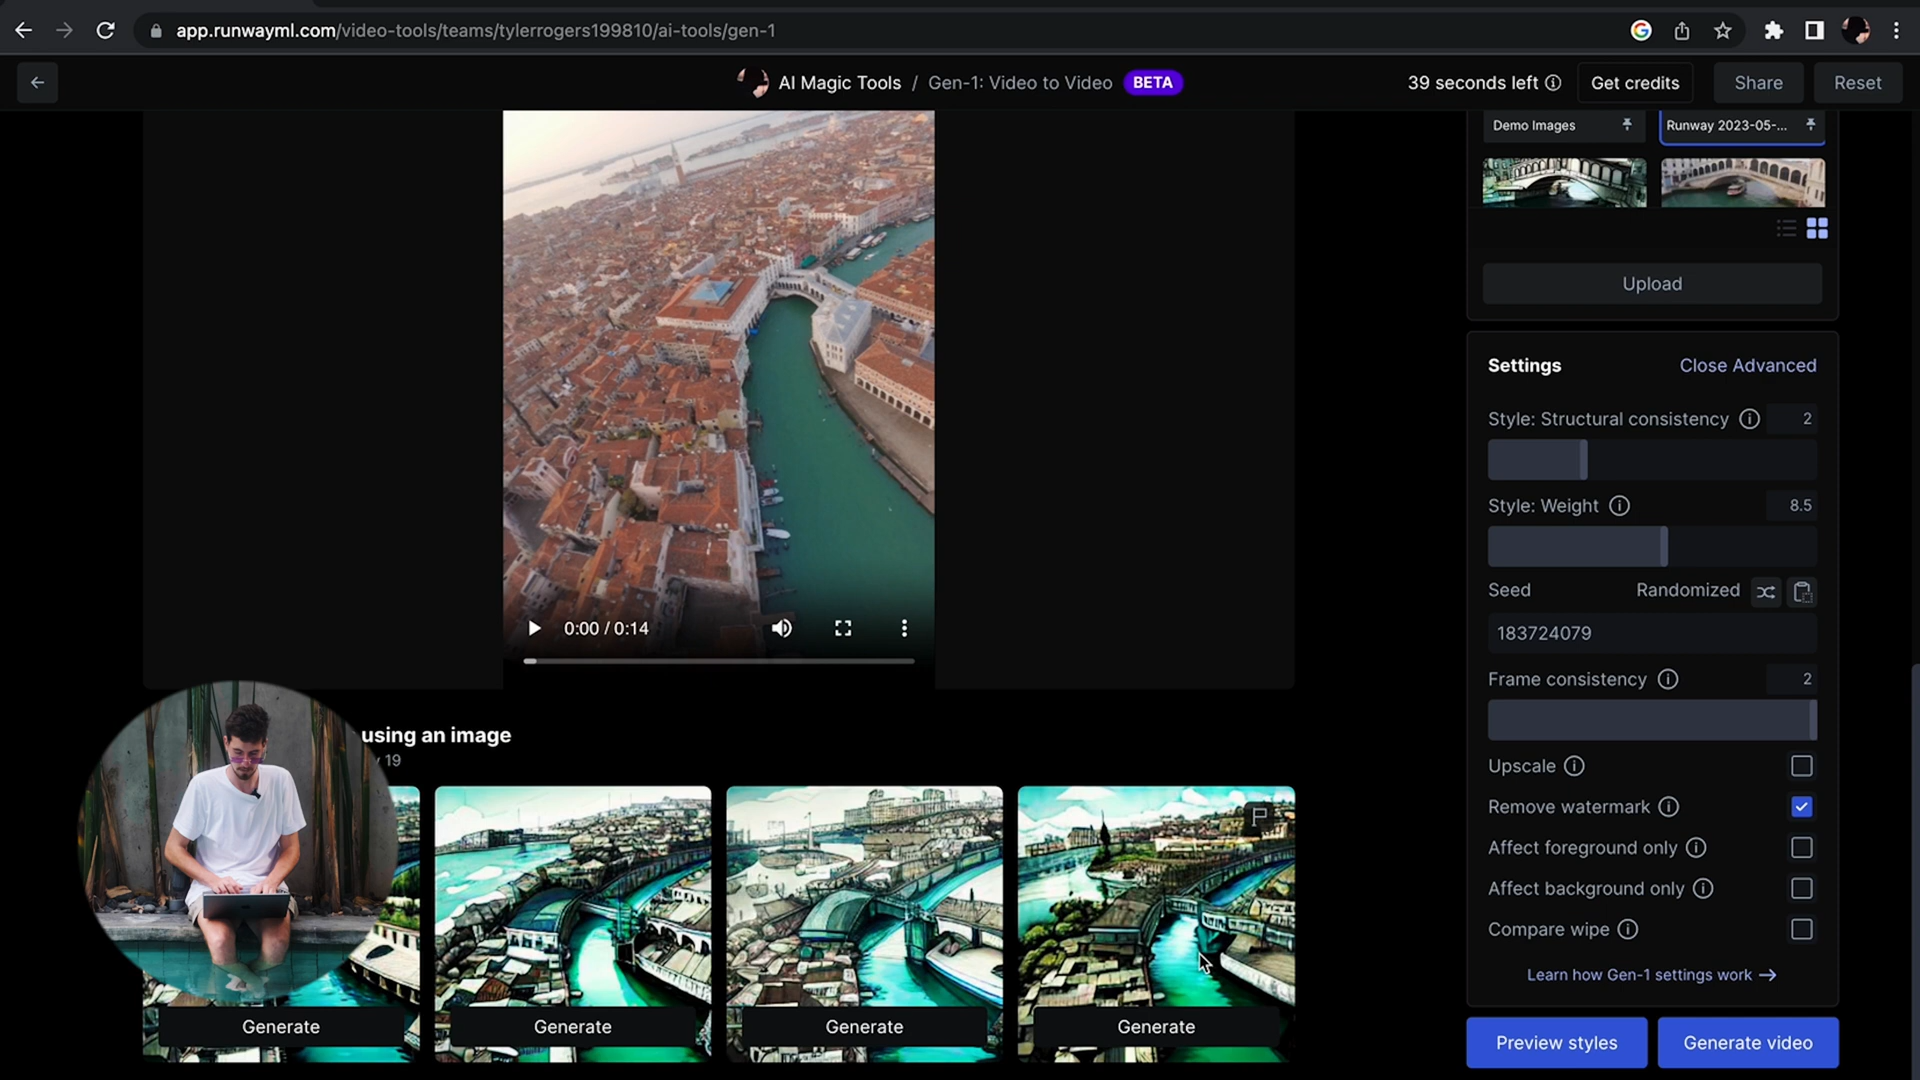 app.runwayml.com/video-tools/teams/tylerrogers199810/ai-tools/gen-1
AI Magic Tools / Gen-1: Video to Video BETA
39 seconds left
Get credits
Share
Reset
Demo Images
Runway 2023-05-...
Upload
Settings
Close Advanced
Style: Structural consistency
2
Style: Weight
8.5
Seed
Randomized
183724079
Frame consistency
2
Upscale
Remove watermark
Affect foreground only
Affect background only
Compare wipe
Learn how Gen-1 settings work →
Preview styles
Generate video
0:00 / 0:14
using an image
19
Generate
Generate
Generate
Generate